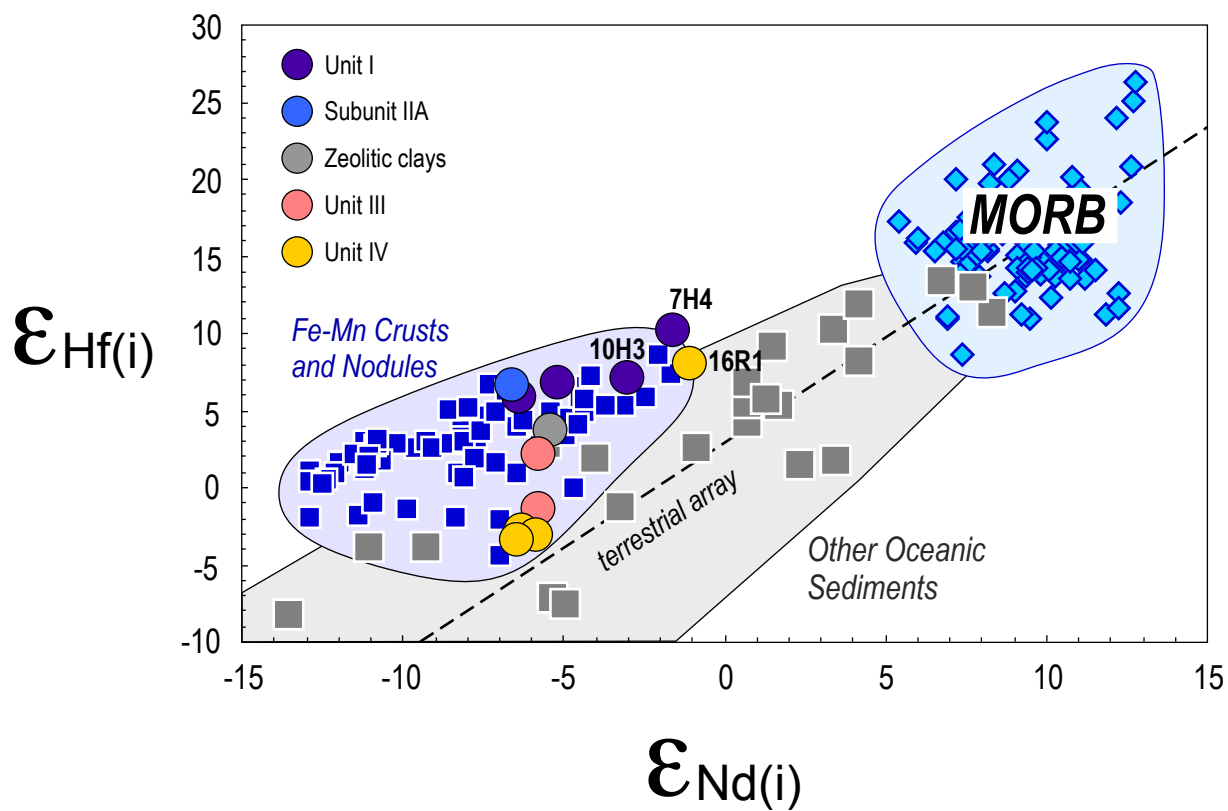 30
25
20
15
10
5
0
-5
-10
εHf(i)
Unit I
Subunit IIA
Zeolitic clays
Unit III
Unit IV
MORB
7H4
Fe-Mn Crusts
and Nodules
10H3
16R1
terrestrial array
Other Oceanic
Sediments
-15 -10 -5 0 5 10 15
εNd(i)